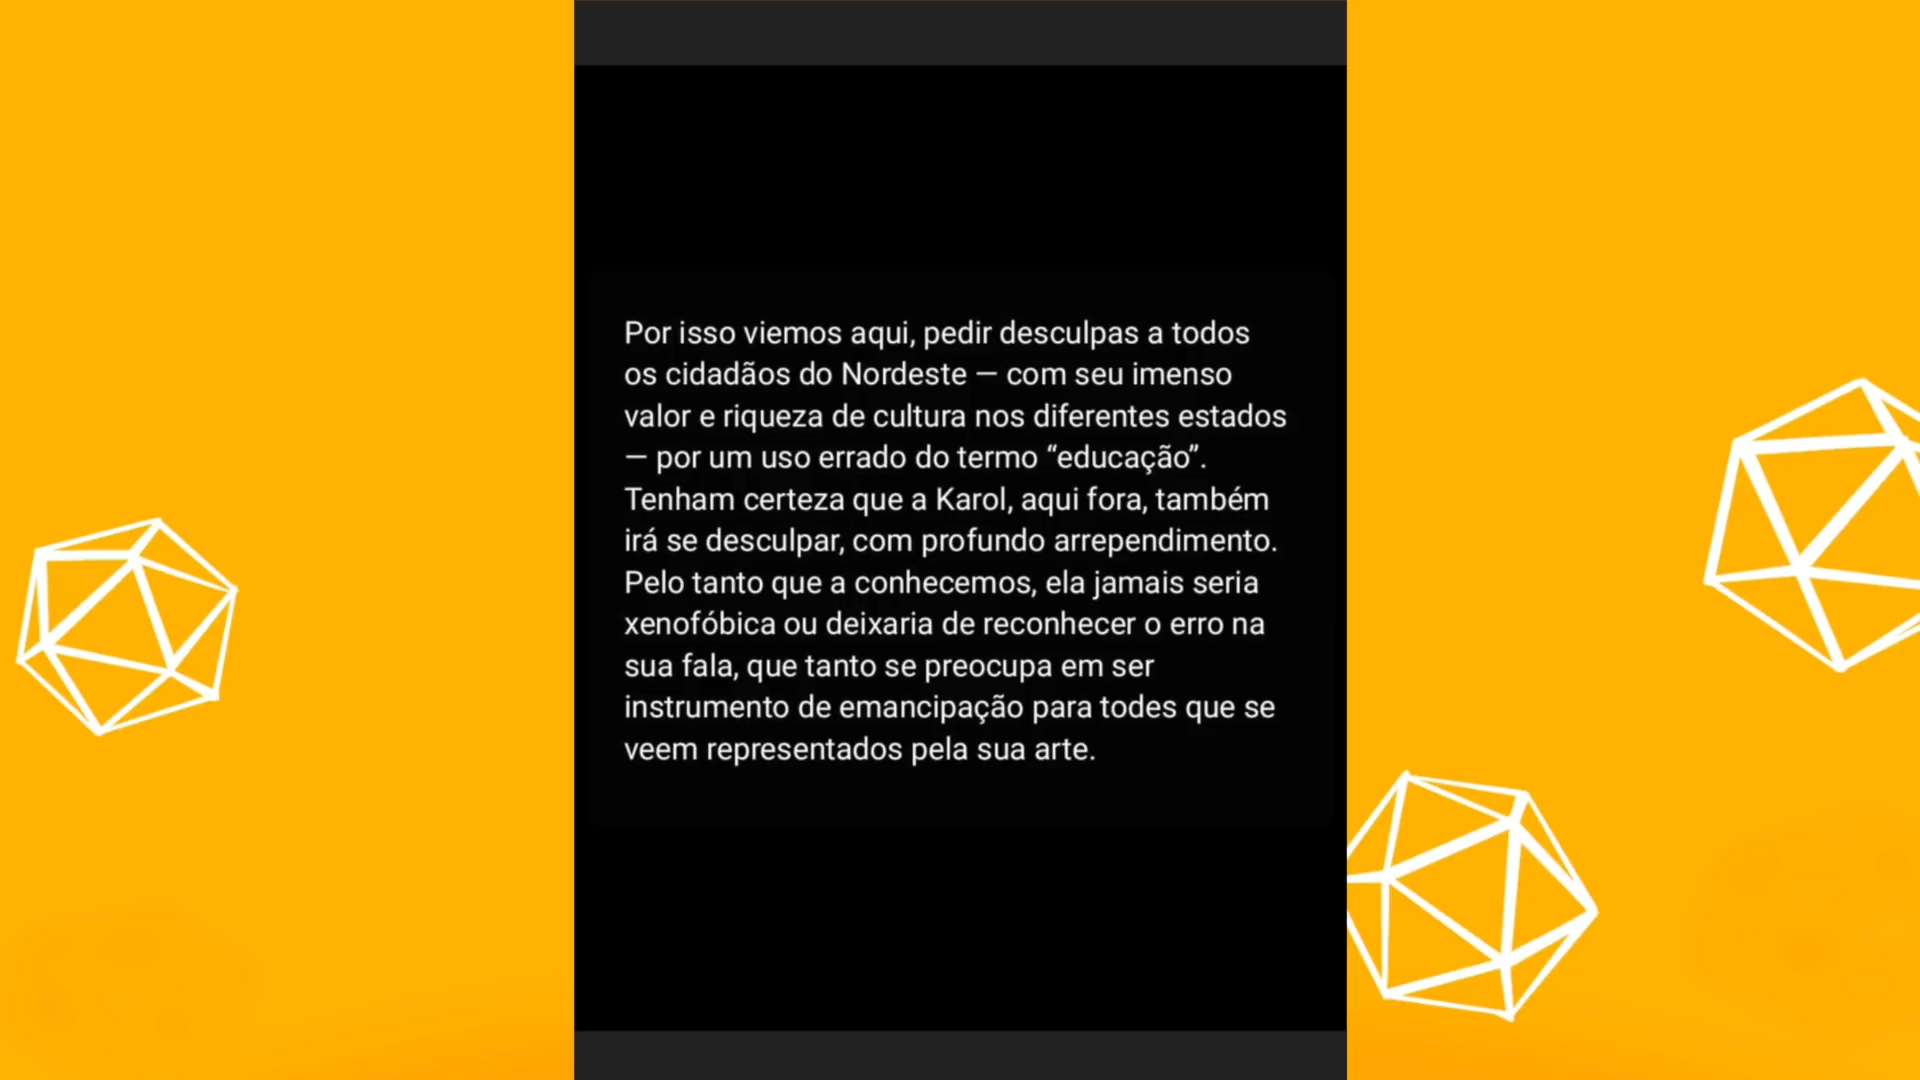 Por isso viemos aqui, pedir desculpas a todos
os cidadãos do Nordeste — com seu imenso
valor e riqueza de cultura nos diferentes estados
— por um uso errado do termo “educação”.
Tenham certeza que a Karol, aqui fora, também
irá se desculpar, com profundo arrependimento.
Pelo tanto que a conhecemos, ela jamais seria
xenofóbica ou deixaria de reconhecer o erro na
sua fala, que tanto se preocupa em ser
instrumento de emancipação para todes que se
veem representados pela sua arte.